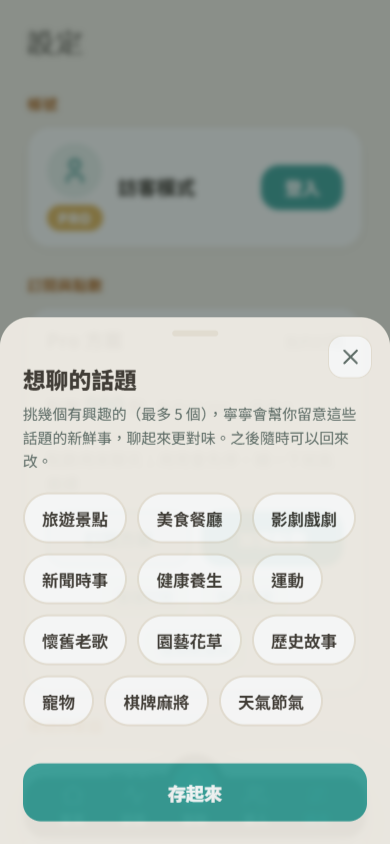 設定
帳號
訪客模式
登入
PRO
想聊的話題
挑幾個有興趣的（最多 5 個），寧寧會幫你留意這些
話題的新鮮事，聊起來更對味。之後隨時可以回來
改。
旅遊景點
美食餐廳
影劇戲劇
新聞時事
健康養生
運動
懷舊老歌
園藝花草
歷史故事
寵物
棋牌麻將
天氣節氣
存起來